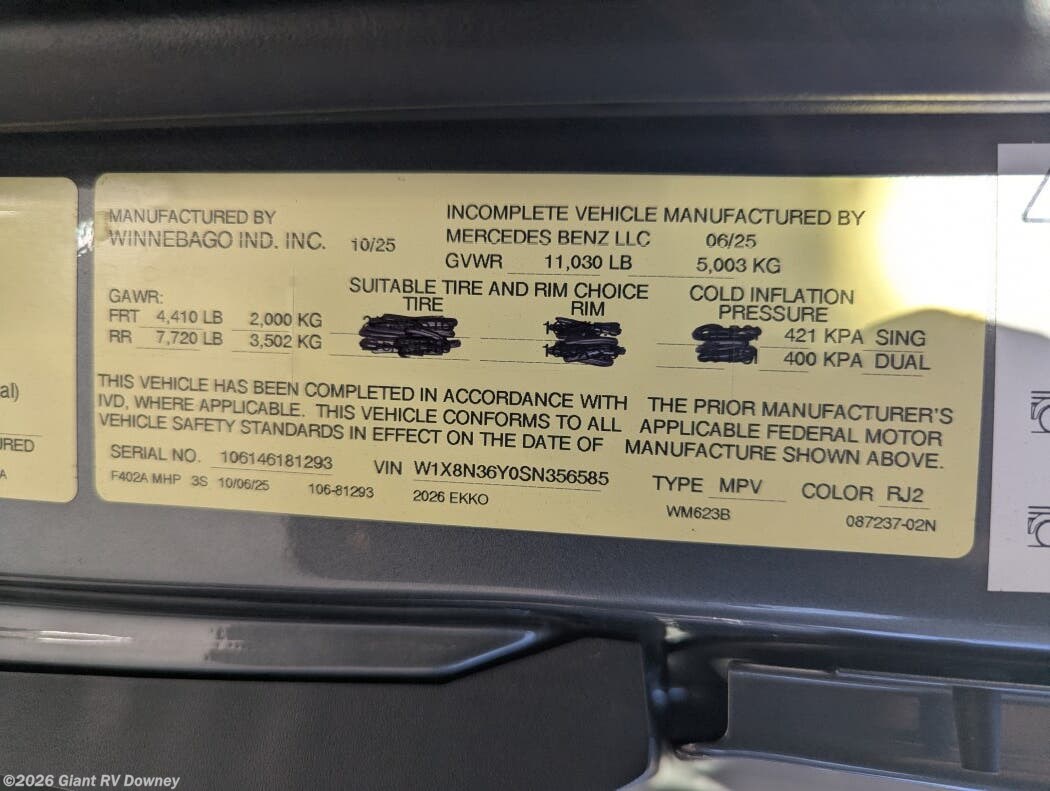 MANUFACTURED BY
WINNEBAGO IND. INC. 10/25
INCOMPLETE VEHICLE MANUFACTURED BY
MERCEDES BENZ LLC 06/25
GVWR 11,030 LB 5,003 KG
SUITABLE TIRE AND RIM CHOICE
TIRE RIM
COLD INFLATION
PRESSURE
GAWR:
FRT 4,410 LB 2,000 KG 421 KPA SING
RR 7,720 LB 3,502 KG 400 KPA DUAL
THIS VEHICLE HAS BEEN COMPLETED IN ACCORDANCE WITH THE PRIOR MANUFACTURER'S
IVD, WHERE APPLICABLE. THIS VEHICLE CONFORMS TO ALL APPLICABLE FEDERAL MOTOR
VEHICLE SAFETY STANDARDS IN EFFECT ON THE DATE OF MANUFACTURE SHOWN ABOVE.
SERIAL NO. 106146181293 VIN W1X8N36Y0SN356585 TYPE MPV COLOR RJ2
F402A MHP 3S 10/06/25 106-81293 2026 EKKO WM623B 087237-02N
al)
URED
A
©2026 Giant RV Downey